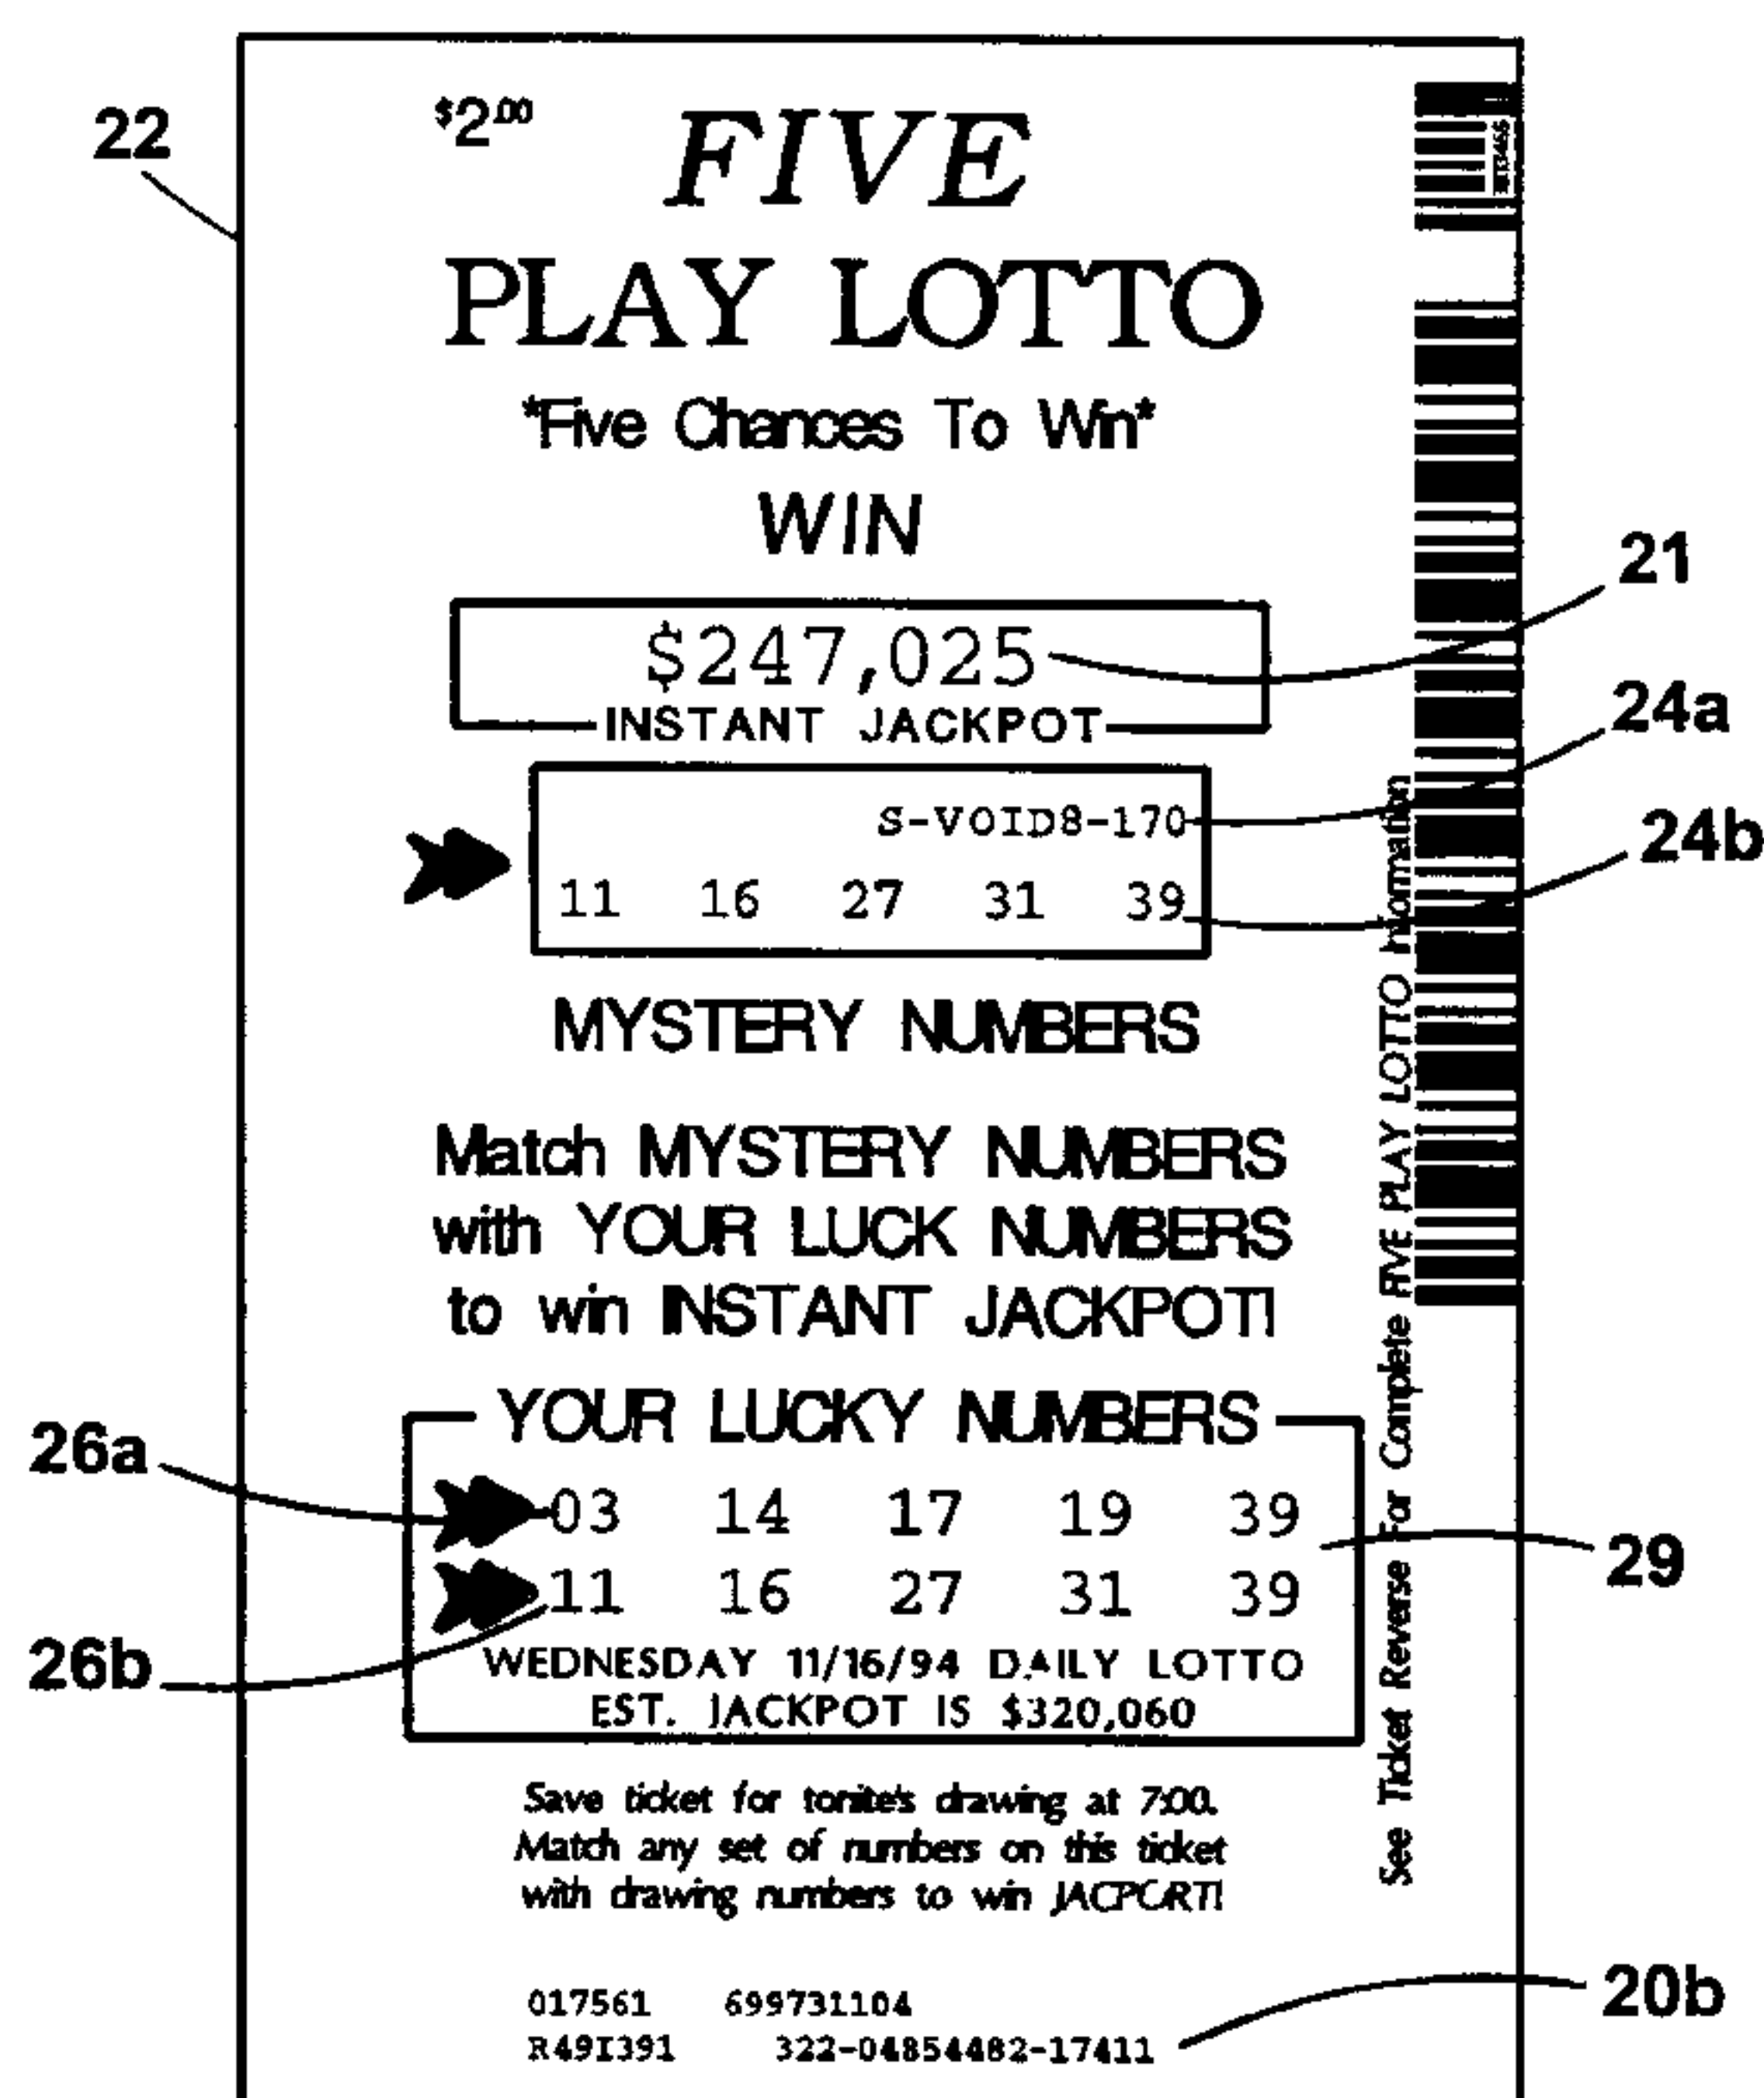 22
$2.00 FIVE
PLAY LOTTO
*Five Chances To Win*
WIN
$247,025
INSTANT JACKPOT
21
S-VOID8-170
24a
11 16 27 31 39
24b
MYSTERY NUMBERS
Match MYSTERY NUMBERS
with YOUR LUCK NUMBERS
to win INSTANT JACKPOT!
YOUR LUCKY NUMBERS
26a
03 14 17 19 39
29
11 16 27 31 39
26b
WEDNESDAY 11/16/94 DAILY LOTTO
EST. JACKPOT IS $320,060
Save ticket for tonite's drawing at 7:00.
Match any set of numbers on this ticket
with drawing numbers to win JACPORT!
017561 699731104
R49I391 322-04854482-17411
20b
See Ticket Reverse For Complete FIVE PLAY LOTTO Information